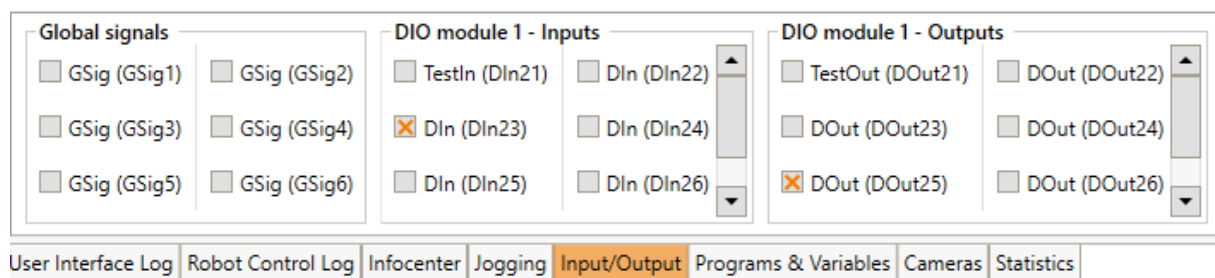 Global signals
GSig (GSig1) GSig (GSig2)
GSig (GSig3) GSig (GSig4)
GSig (GSig5) GSig (GSig6)
DIO module 1 - Inputs
TestIn (DIn21) DIn (DIn22)
DIn (DIn23) DIn (DIn24)
DIn (DIn25) DIn (DIn26)
DIO module 1 - Outputs
TestOut (DOut21) DOut (DOut22)
DOut (DOut23) DOut (DOut24)
DOut (DOut25) DOut (DOut26)
User Interface Log Robot Control Log Infocenter Jogging Input/Output Programs & Variables Cameras Statistics